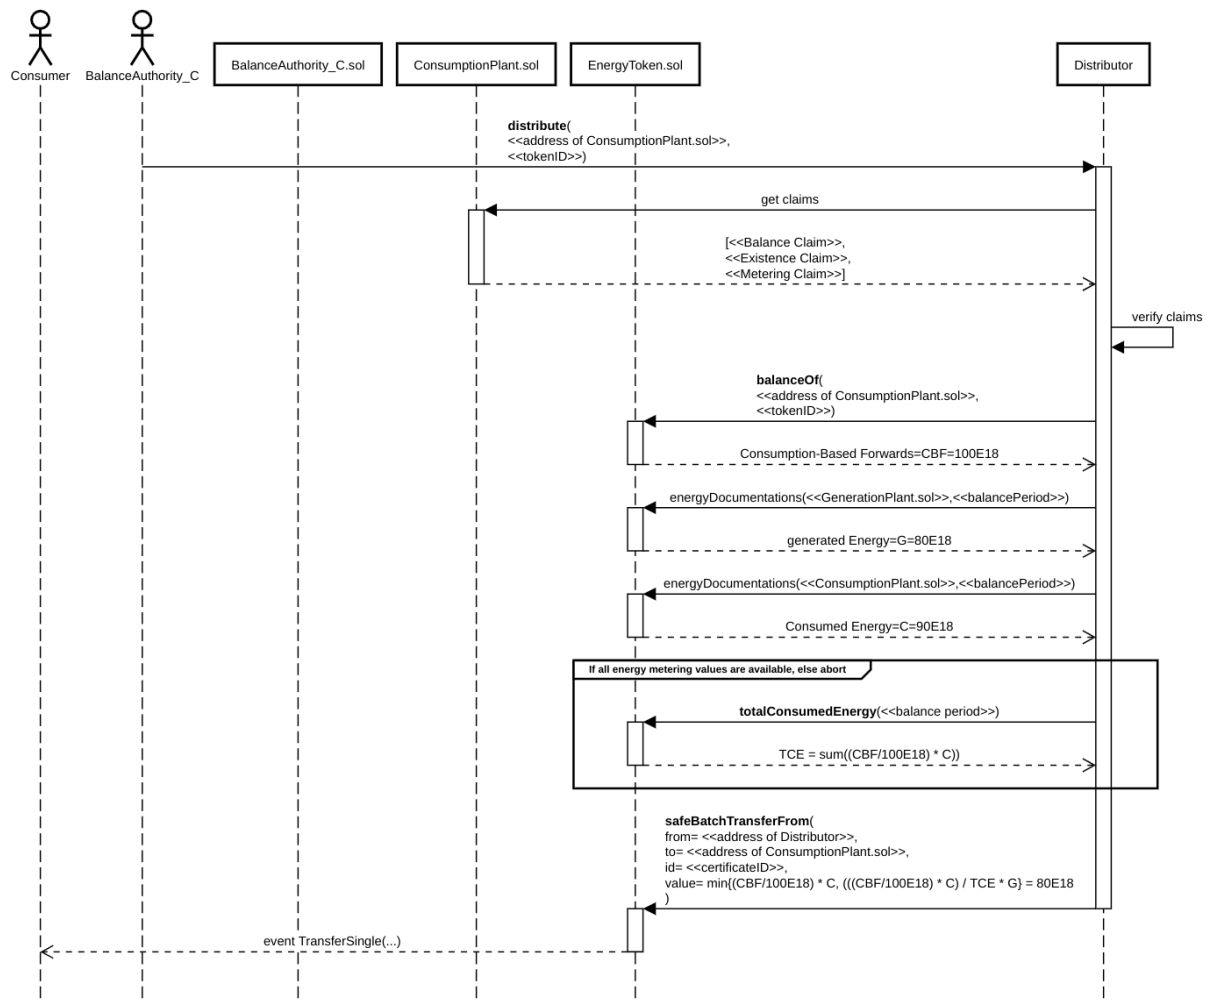 Consumer
BalanceAuthority_C
BalanceAuthority_C.sol
ConsumptionPlant.sol
EnergyToken.sol
Distributor
distribute(
<<address of ConsumptionPlant.sol>>,
<<tokenID>>)
get claims
[<<Balance Claim>>,
<<Existence Claim>>,
<<Metering Claim>>]
verify claims
balanceOf(
<<address of ConsumptionPlant.sol>>,
<<tokenID>>)
Consumption-Based Forwards=CBF=100E18
energyDocumentations(<<GenerationPlant.sol>>,<<balancePeriod>>)
generated Energy=G=80E18
energyDocumentations(<<ConsumptionPlant.sol>>,<<balancePeriod>>)
Consumed Energy=C=90E18
If all energy metering values are available, else abort
totalConsumedEnergy(<<balance period>>)
TCE = sum((CBF/100E18) * C))
safeBatchTransferFrom(
from= <<address of Distributor>>,
to= <<address of ConsumptionPlant.sol>>,
id= <<certificateID>>,
value= min{(CBF/100E18) * C, (((CBF/100E18) * C) / TCE * G} = 80E18
)
event TransferSingle(...)